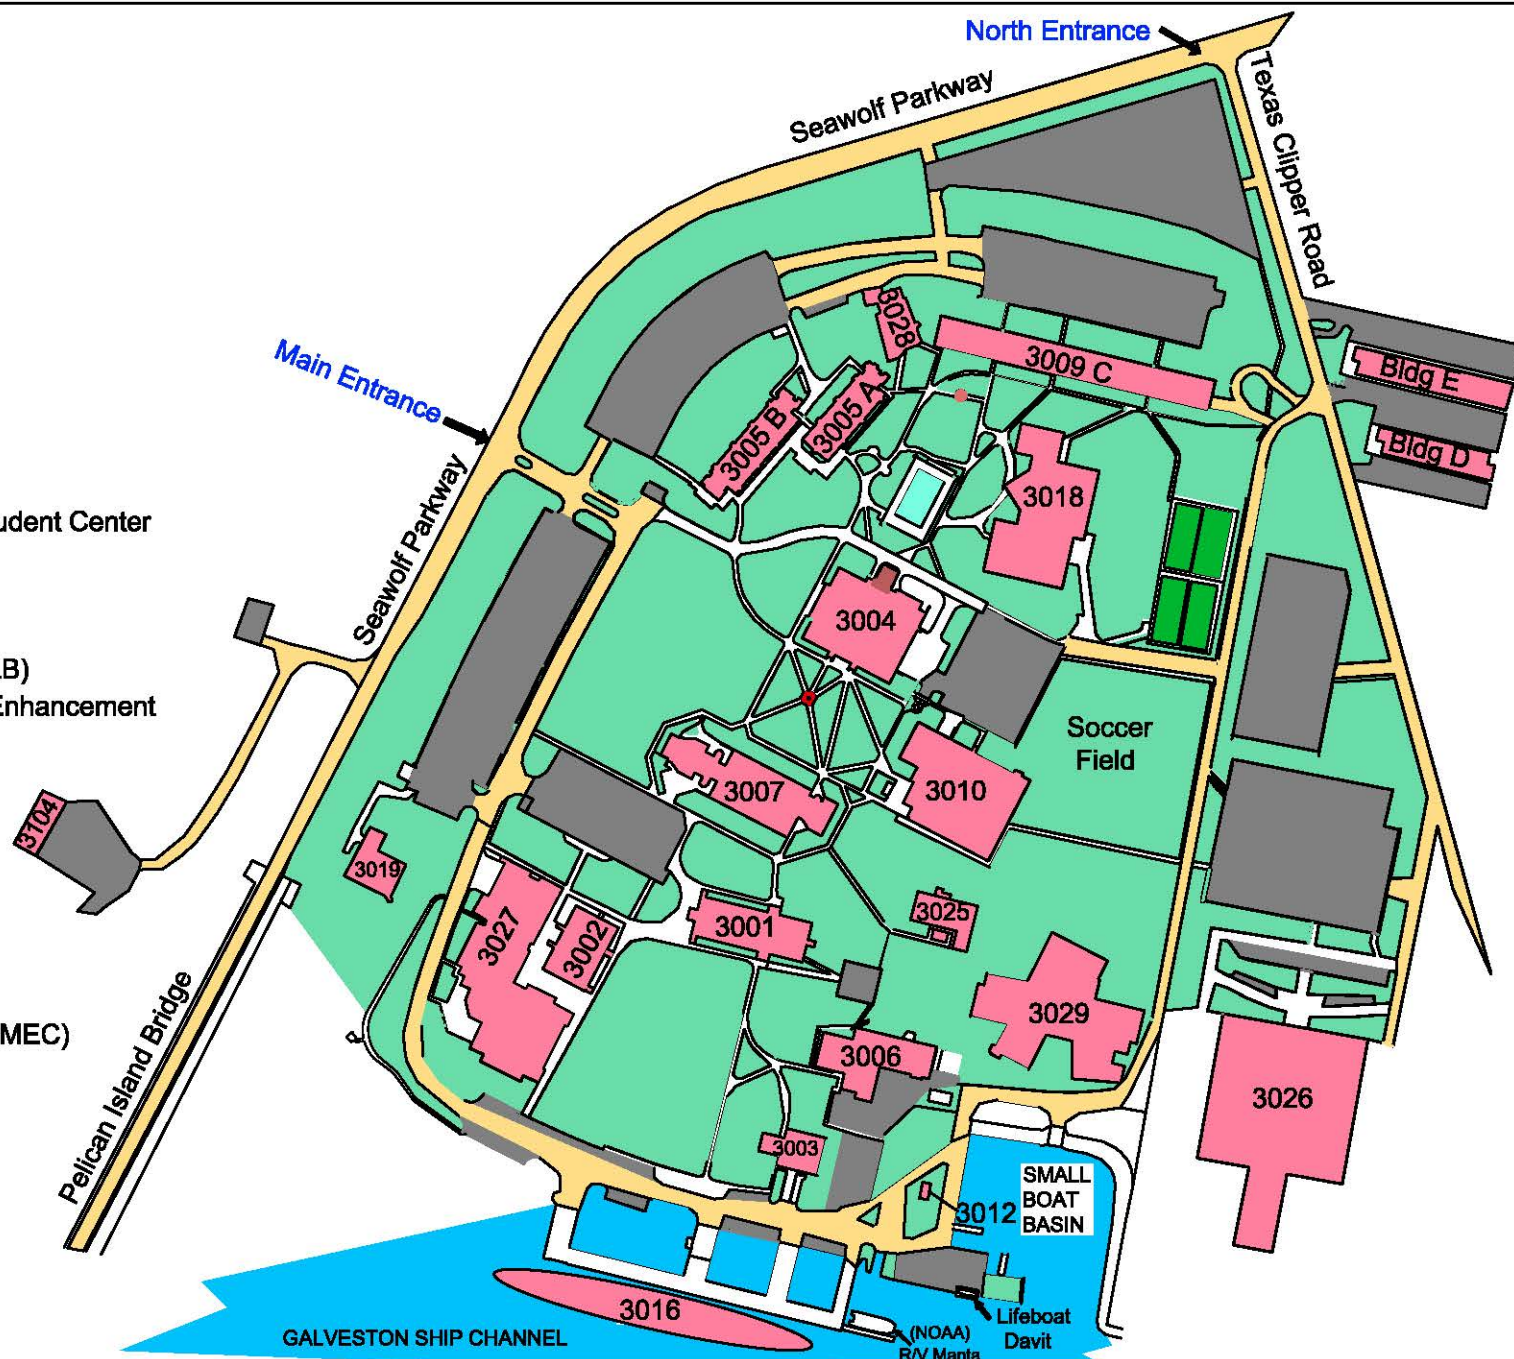 North Entrance
Seawolf Parkway
Texas Clipper Road
Main Entrance
3028
3009 C
Bldg E
3005 B
3005 A
Bldg D
3018
udent Center
Seawolf Parkway
3004
B)
Enhancement
Soccer
Field
3007
3010
3104
3019
3025
3001
3027
3002
3029
MEC)
3006
Pelican Island Bridge
3026
3003
SMALL
BOAT
BASIN
3012
3016
Lifeboat
Davit
GALVESTON SHIP CHANNEL
(NOAA)
R/V Manta